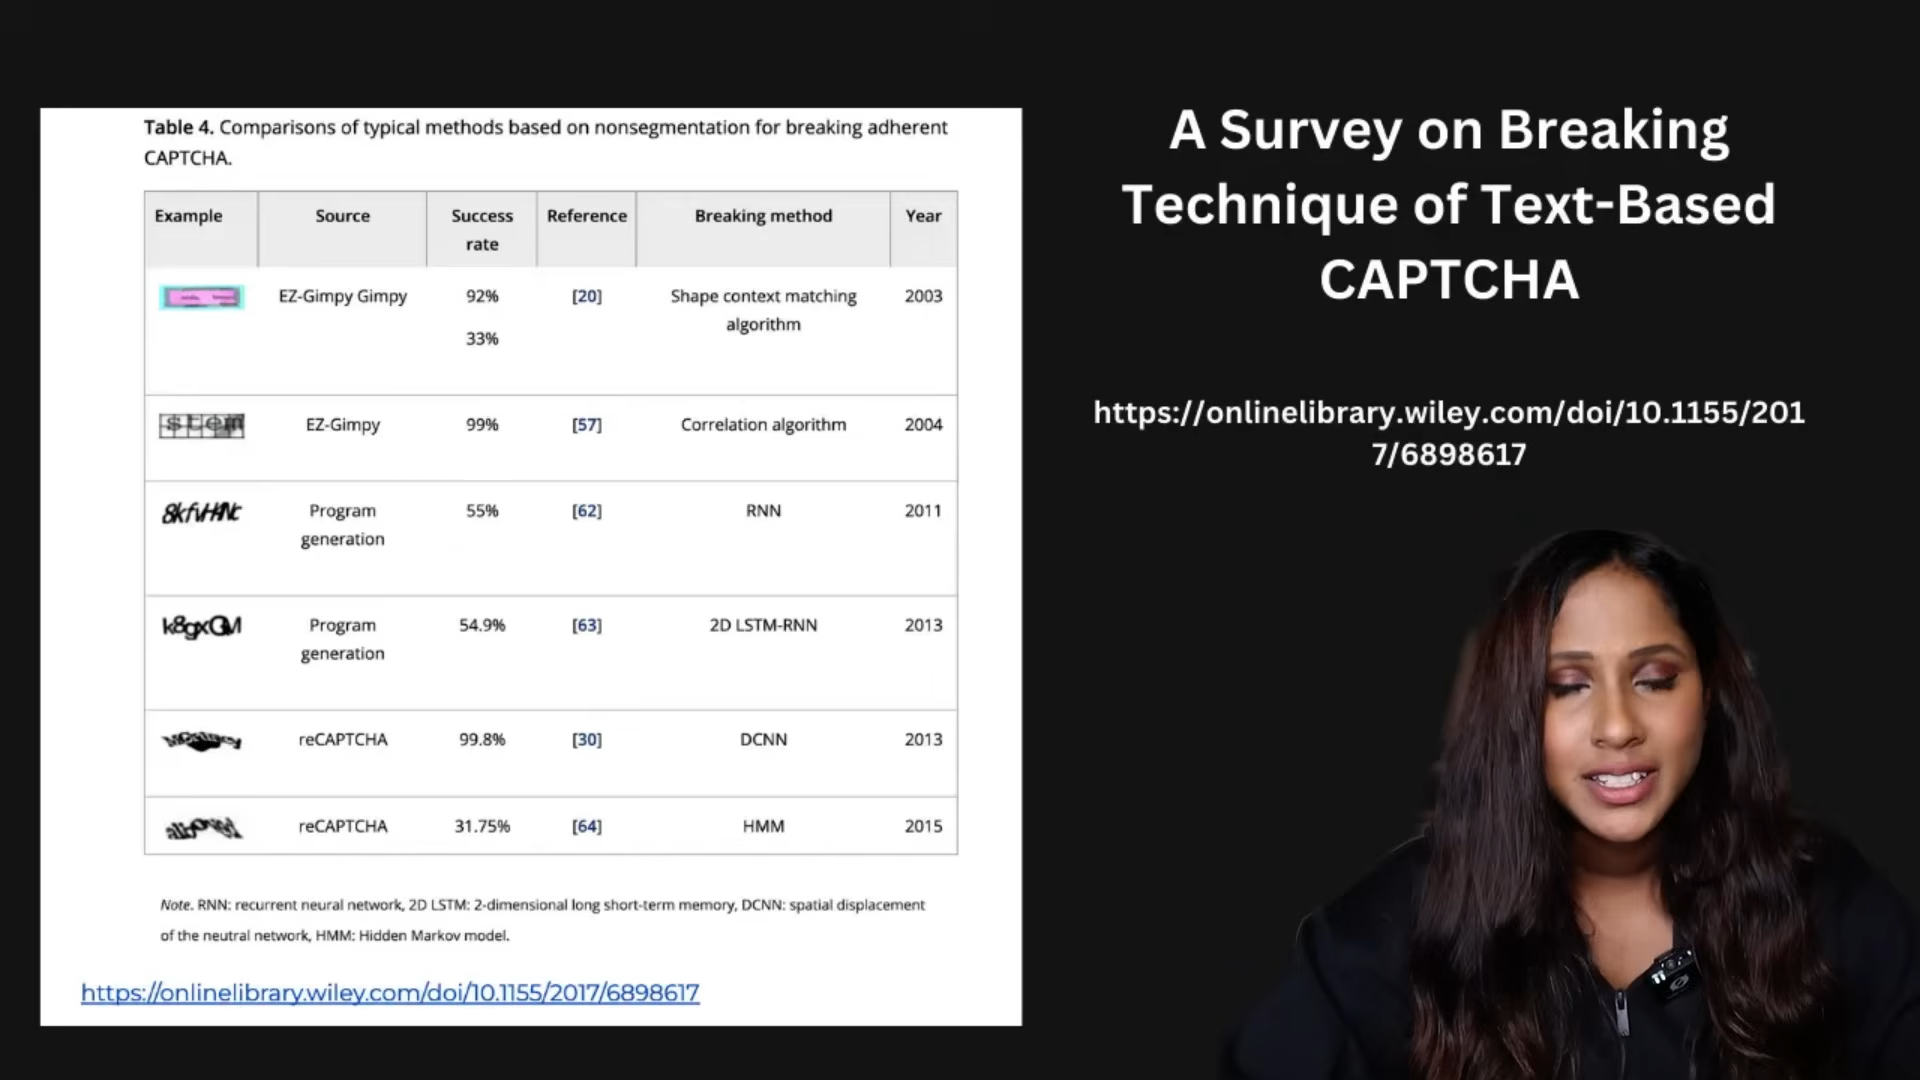 Table 4. Comparisons of typical methods based on nonsegmentation for breaking adherent
CAPTCHA.
Example Source Success rate Reference Breaking method Year
EZ-Gimpy Gimpy 92% 33% [20] Shape context matching algorithm 2003
stem EZ-Gimpy 99% [57] Correlation algorithm 2004
Program generation 55% [62] RNN 2011
k8gxQM Program generation 54.9% [63] 2D LSTM-RNN 2013
reCAPTCHA 99.8% [30] DCNN 2013
reCAPTCHA 31.75% [64] HMM 2015
Note. RNN: recurrent neural network, 2D LSTM: 2-dimensional long short-term memory, DCNN: spatial displacement
of the neutral network, HMM: Hidden Markov model.
https://onlinelibrary.wiley.com/doi/10.1155/2017/6898617
A Survey on Breaking
Technique of Text-Based
CAPTCHA
https://onlinelibrary.wiley.com/doi/10.1155/201
7/6898617